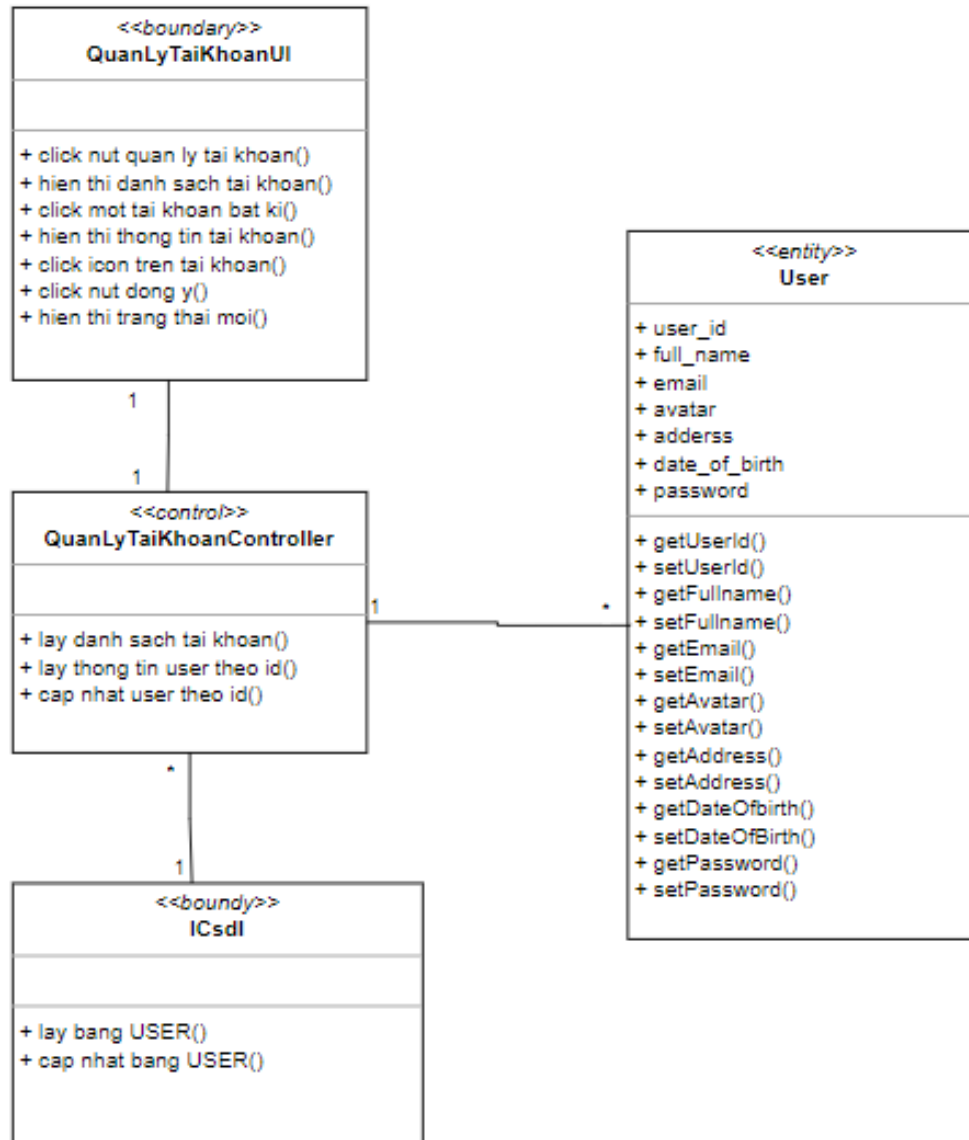 <<boundary>>
QuanLyTaiKhoanUI
+ click nut quan ly tai khoan()
+ hien thi danh sach tai khoan()
+ click mot tai khoan bat ki()
+ hien thi thong tin tai khoan()
+ click icon tren tai khoan()
+ click nut dong y()
+ hien thi trang thai moi()
1
1
<<control>>
QuanLyTaiKhoanController
+ lay danh sach tai khoan()
+ lay thong tin user theo id()
+ cap nhat user theo id()
1
*
*
1
<<boundy>>
ICsdl
+ lay bang USER()
+ cap nhat bang USER()
<<entity>>
User
+ user_id
+ full_name
+ email
+ avatar
+ adderss
+ date_of_birth
+ password
+ getUserId()
+ setUserId()
+ getFullname()
+ setFullname()
+ getEmail()
+ setEmail()
+ getAvatar()
+ setAvatar()
+ getAddress()
+ setAddress()
+ getDateOfbirth()
+ setDateOfBirth()
+ getPassword()
+ setPassword()